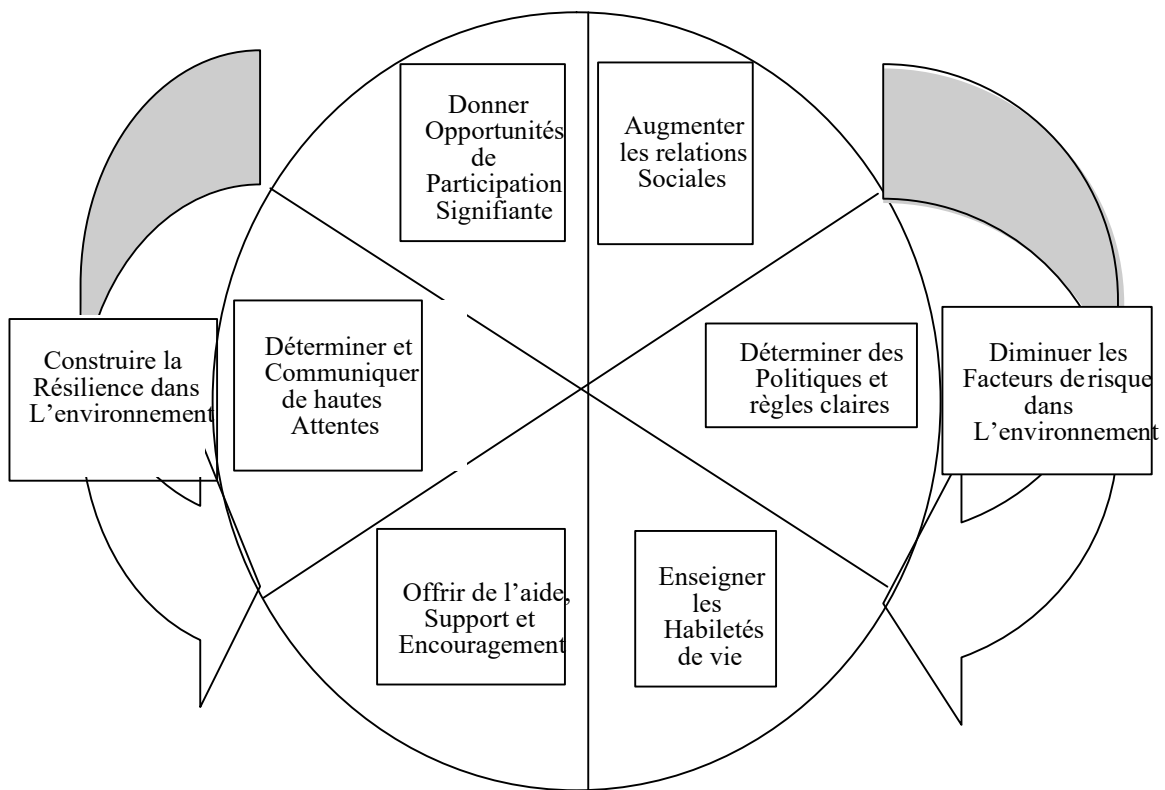 Donner
Opportunités
de
Participation
Signifiante
Augmenter
les relations
Sociales
Construire la
Résilience dans
L’environnement
Déterminer et
Communiquer
de hautes
Attentes
Déterminer des
Politiques et
règles claires
Diminuer les
Facteurs de risque
dans
L’environnement
Offrir de l’aide,
Support et
Encouragement
Enseigner
les
Habiletés
de vie